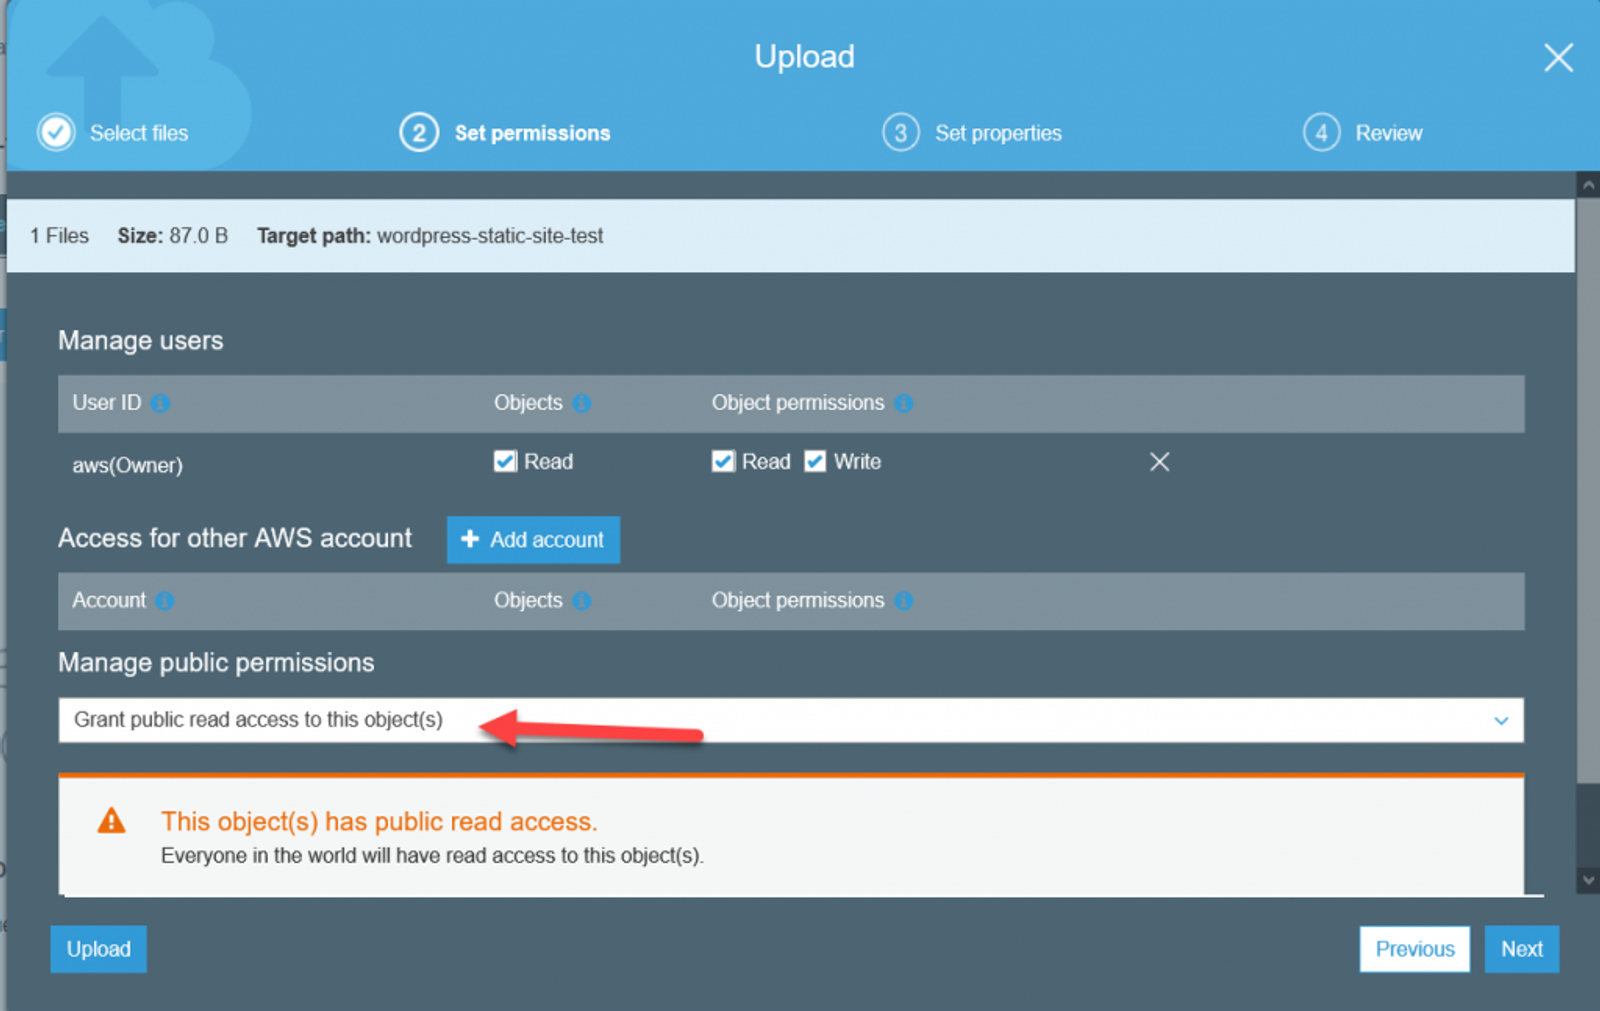 Upload
Select files
2 Set permissions
3 Set properties
4 Review
1 Files Size: 87.0 B Target path: wordpress-static-site-test
Manage users
User ID Objects Object permissions
aws(Owner) Read Read Write
Access for other AWS account + Add account
Account Objects Object permissions
Manage public permissions
Grant public read access to this object(s)
This object(s) has public read access.
Everyone in the world will have read access to this object(s).
Upload Previous Next